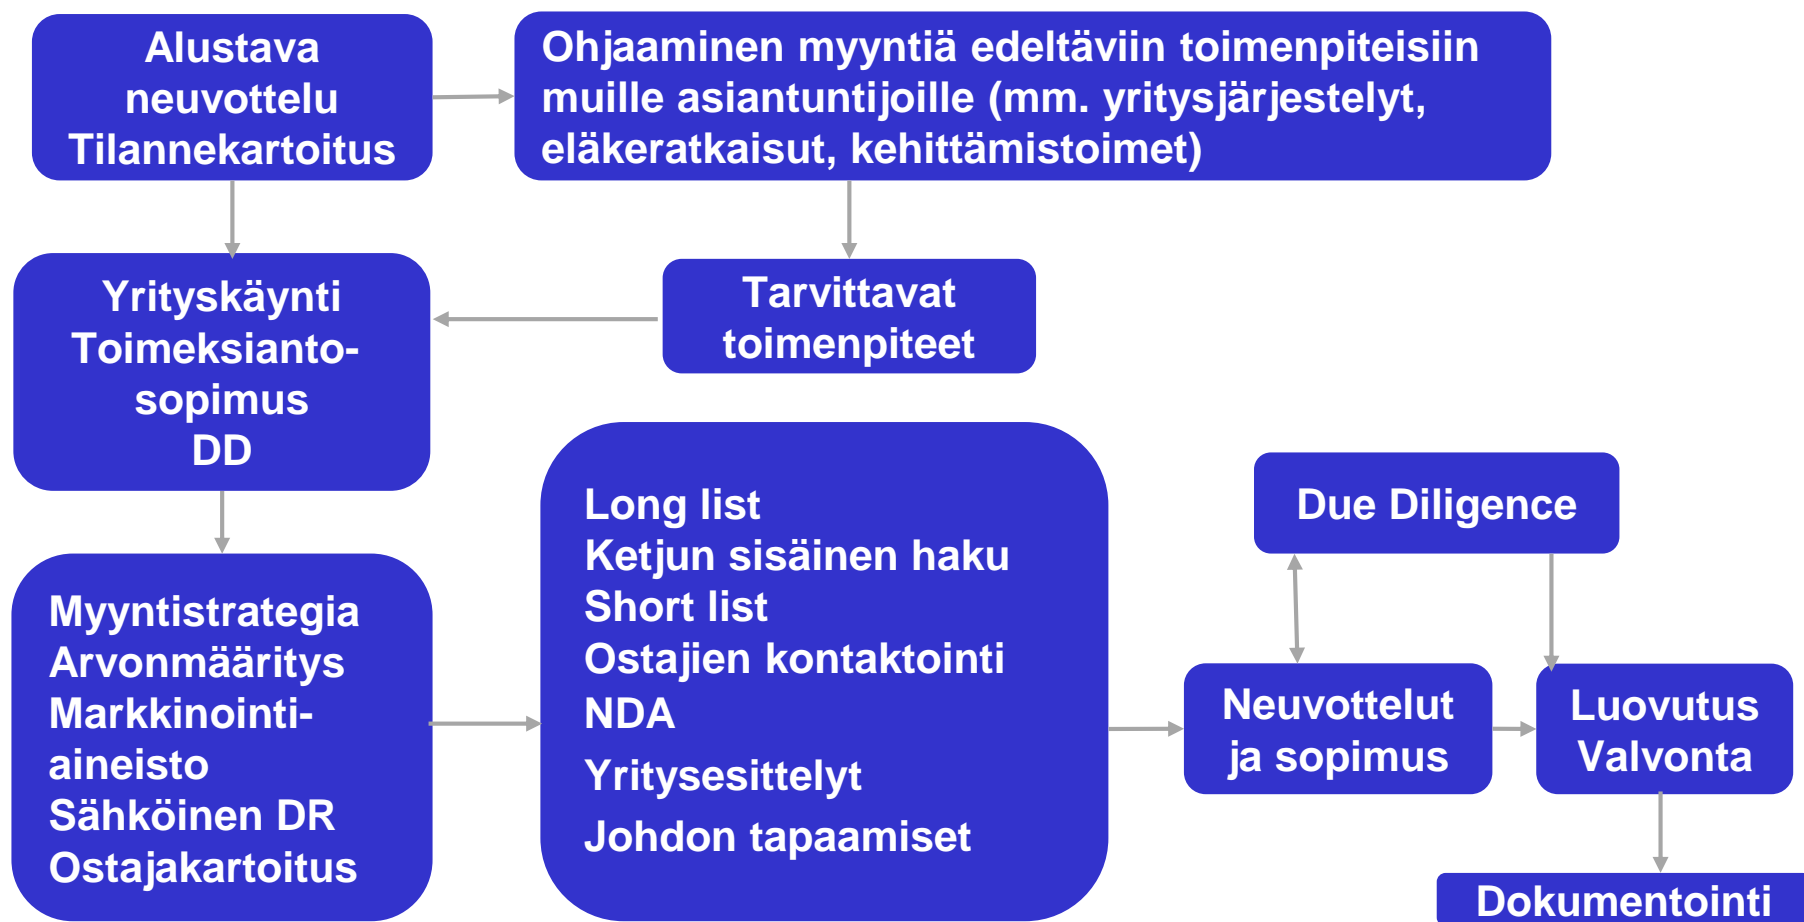 Alustava
neuvottelu
Tilannekartoitus
Ohjaaminen myyntiä edeltäviin toimenpiteisiin
muille asiantuntijoille (mm. yritysjärjestelyt,
eläkeratkaisut, kehittämistoimet)
Yrityskäynti
Toimeksianto-
sopimus
DD
Tarvittavat
toimenpiteet
Myyntistrategia
Arvonmääritys
Markkinointi-
aineisto
Sähköinen DR
Ostajakartoitus
Long list
Ketjun sisäinen haku
Short list
Ostajien kontaktointi
NDA
Yritysesittelyt
Johdon tapaamiset
Due Diligence
Neuvottelut
ja sopimus
Luovutus
Valvonta
Dokumentointi